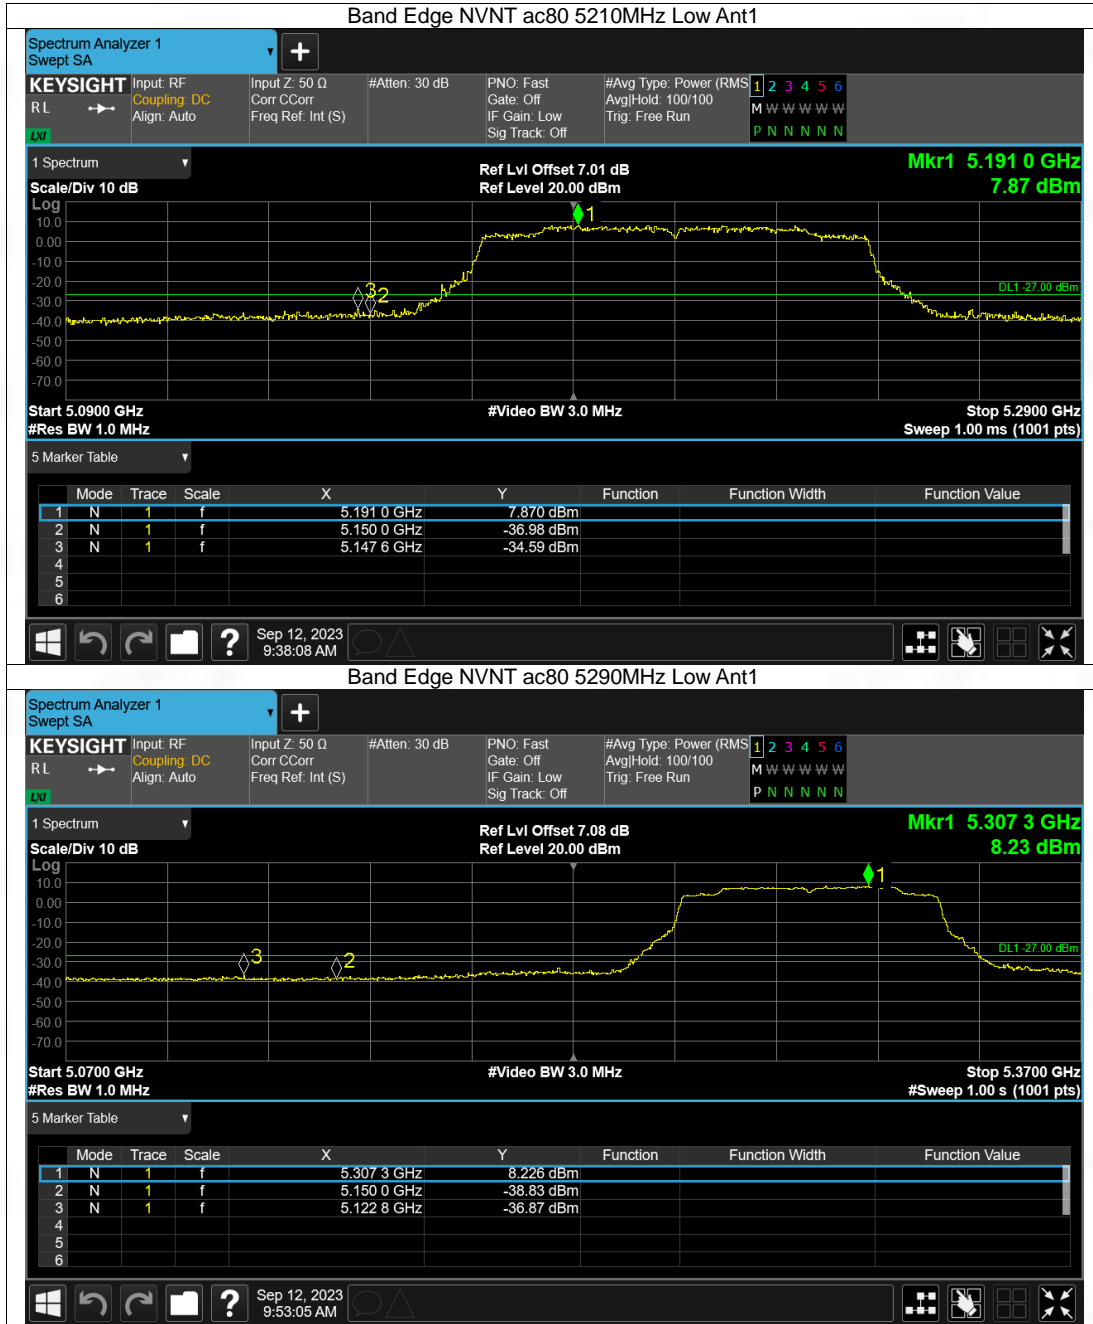 Band Edge NVNT ac80 5210MHz Low Ant1
Spectrum Analyzer 1
Swept SA
KEYSIGHT Input: RF Input Z: 50 Ω #Atten: 30 dB PNO: Fast #Avg Type: Power (RMS 1 2 3 4 5 6
RL Coupling: DC Corr CCorr Gate: Off Avg|Hold: 100/100 M W W W W W
Align: Auto Freq Ref: Int (S) IF Gain: Low Trig: Free Run
LXI Sig Track: Off P N N N N N
1 Spectrum Ref Lvl Offset 7.01 dB Mkr1 5.191 0 GHz
Scale/Div 10 dB Ref Level 20.00 dBm 7.87 dBm
Log
10.0 1
0.00
-10.0
-20.0
3 2 DL1 -27.00 dBm
-30.0
-40.0
-50.0
-60.0
-70.0
Start 5.0900 GHz #Video BW 3.0 MHz Stop 5.2900 GHz
#Res BW 1.0 MHz Sweep 1.00 ms (1001 pts)
5 Marker Table
Mode Trace Scale X Y Function Function Width Function Value
1 N 1 f 5.191 0 GHz 7.870 dBm
2 N 1 f 5.150 0 GHz -36.98 dBm
3 N 1 f 5.147 6 GHz -34.59 dBm
4
5
6
? Sep 12, 2023
9:38:08 AM
Band Edge NVNT ac80 5290MHz Low Ant1
Spectrum Analyzer 1
Swept SA
KEYSIGHT Input: RF Input Z: 50 Ω #Atten: 30 dB PNO: Fast #Avg Type: Power (RMS 1 2 3 4 5 6
RL Coupling: DC Corr CCorr Gate: Off Avg|Hold: 100/100 M W W W W W
Align: Auto Freq Ref: Int (S) IF Gain: Low Trig: Free Run
LXI Sig Track: Off P N N N N N
1 Spectrum Ref Lvl Offset 7.08 dB Mkr1 5.307 3 GHz
Scale/Div 10 dB Ref Level 20.00 dBm 8.23 dBm
Log
10.0 1
0.00
-10.0
-20.0
DL1 -27.00 dBm
-30.0 3 2
-40.0
-50.0
-60.0
-70.0
Start 5.0700 GHz #Video BW 3.0 MHz Stop 5.3700 GHz
#Res BW 1.0 MHz #Sweep 1.00 s (1001 pts)
5 Marker Table
Mode Trace Scale X Y Function Function Width Function Value
1 N 1 f 5.307 3 GHz 8.226 dBm
2 N 1 f 5.150 0 GHz -38.83 dBm
3 N 1 f 5.122 8 GHz -36.87 dBm
4
5
6
? Sep 12, 2023
9:53:05 AM